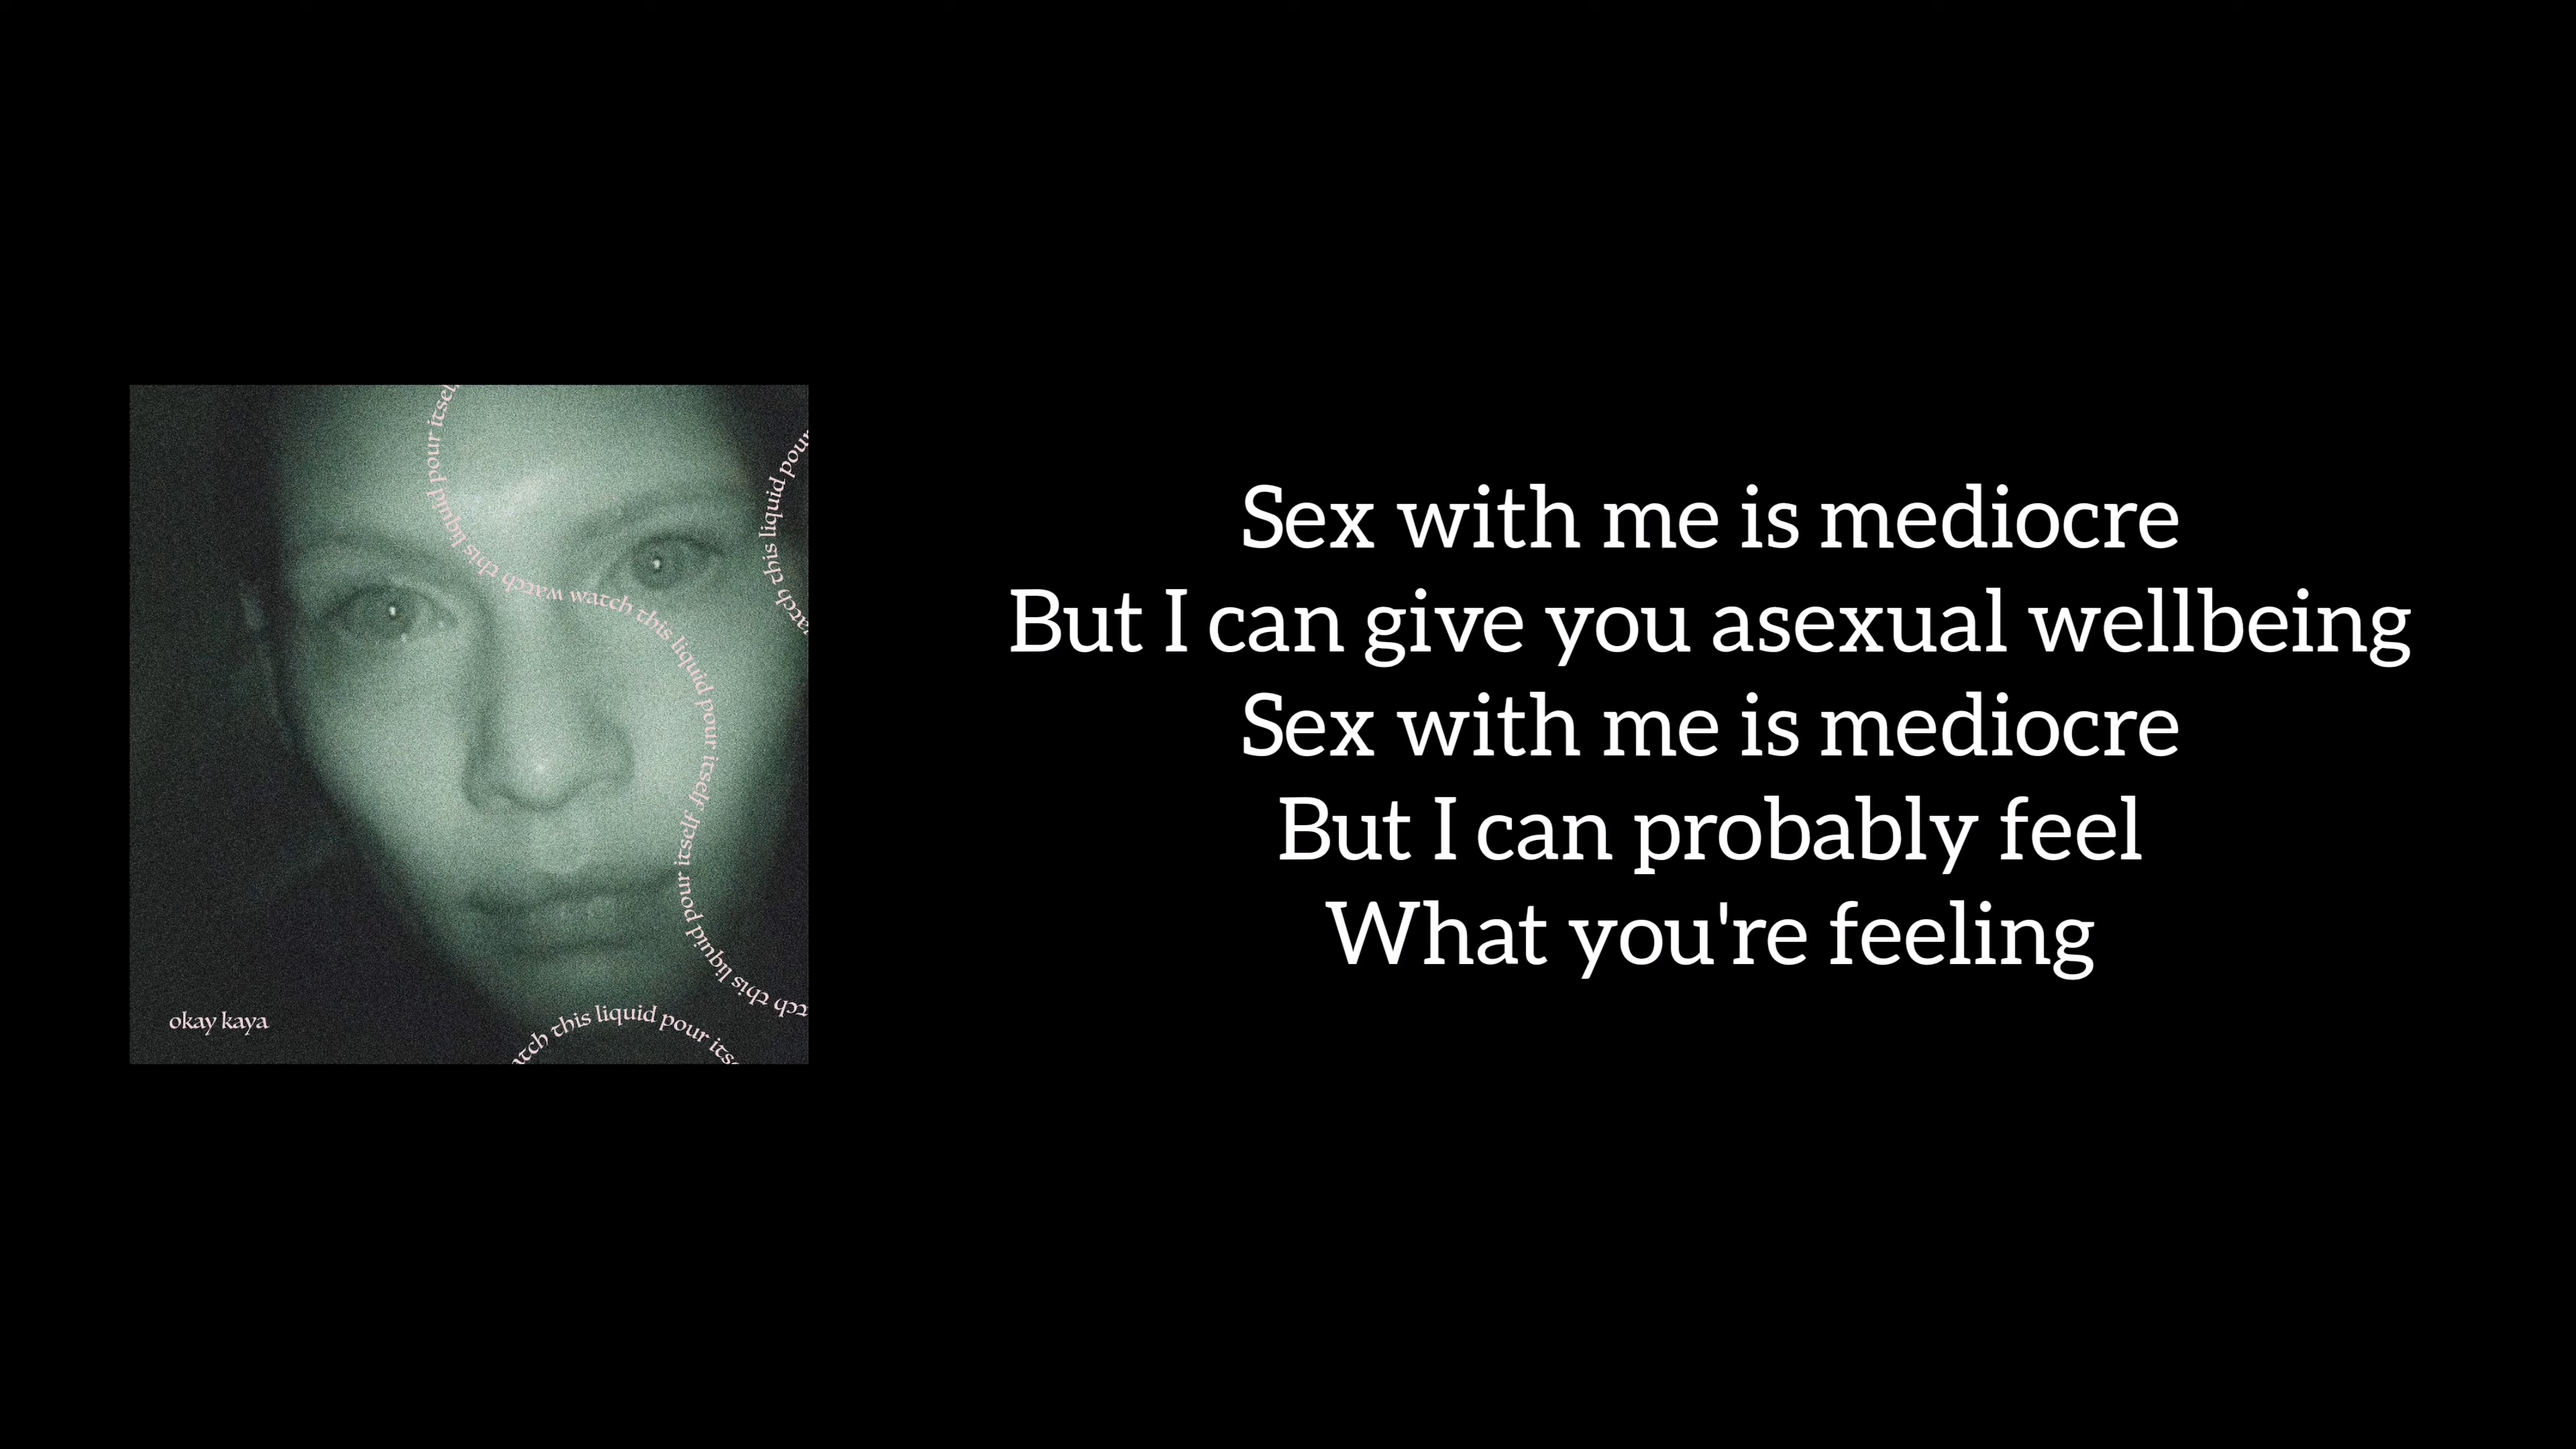 watch this liquid pour itself
okay kaya
Sex with me is mediocre
But I can give you asexual wellbeing
Sex with me is mediocre
But I can probably feel
What you're feeling